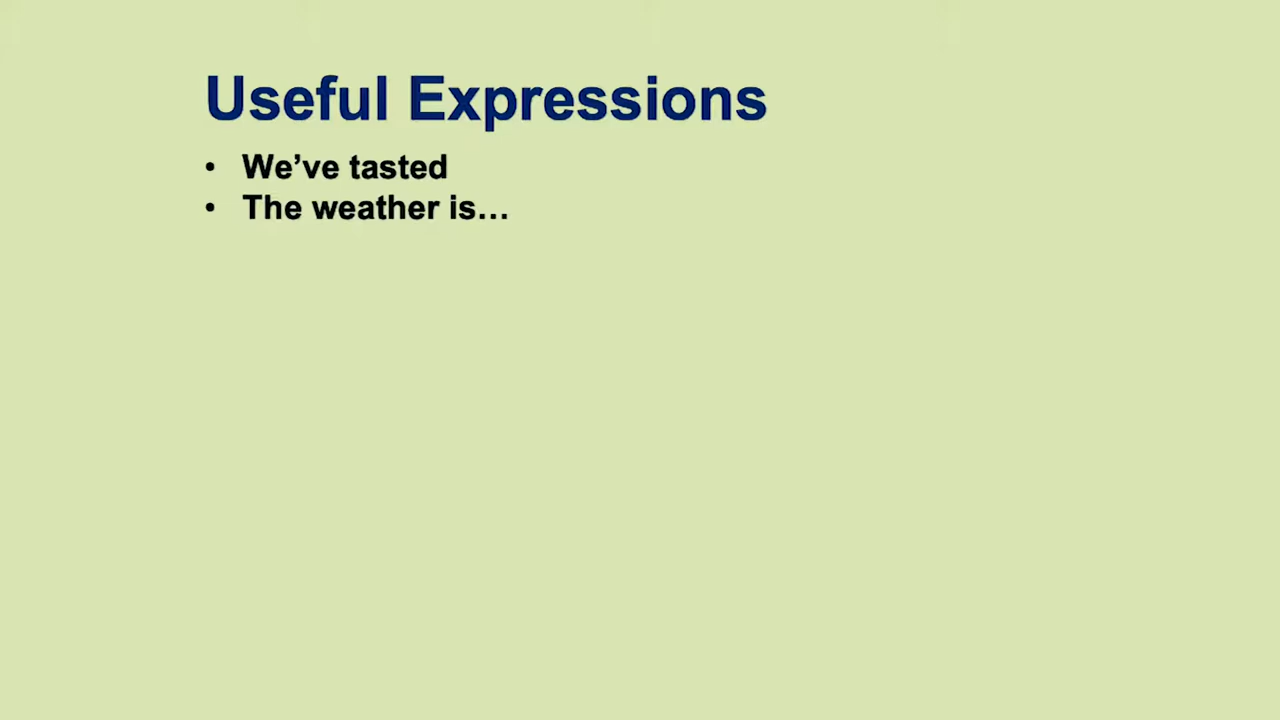 Useful Expressions
• We’ve tasted
• The weather is…